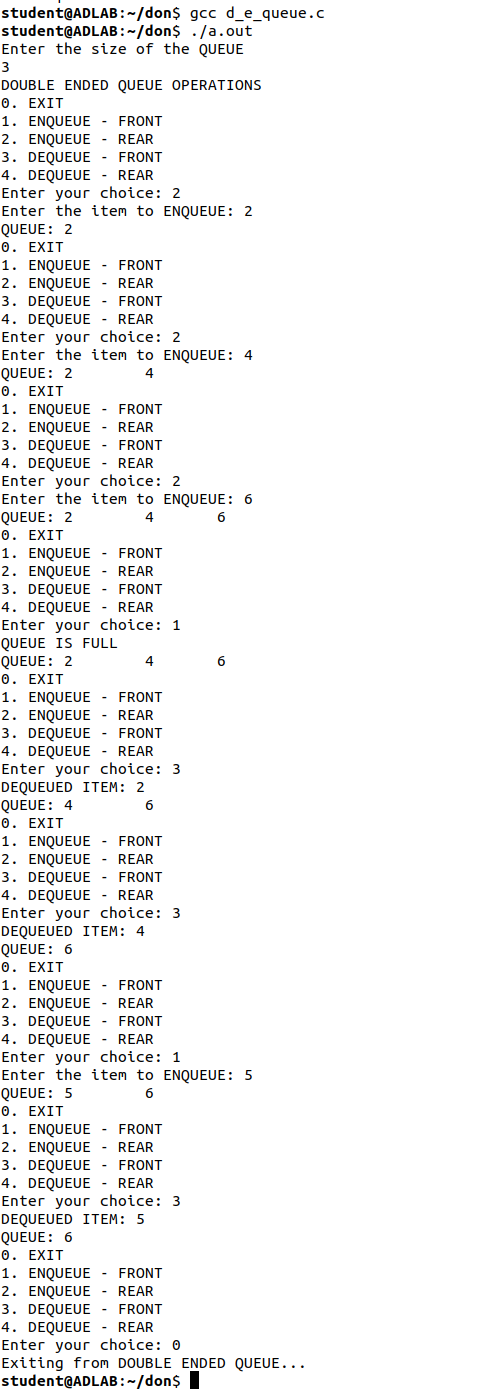 student@ADLAB:~/don$ gcc d_e_queue.c
student@ADLAB:~/don$ ./a.out
Enter the size of the QUEUE
3
DOUBLE ENDED QUEUE OPERATIONS
0. EXIT
1. ENQUEUE - FRONT
2. ENQUEUE - REAR
3. DEQUEUE - FRONT
4. DEQUEUE - REAR
Enter your choice: 2
Enter the item to ENQUEUE: 2
QUEUE: 2
0. EXIT
1. ENQUEUE - FRONT
2. ENQUEUE - REAR
3. DEQUEUE - FRONT
4. DEQUEUE - REAR
Enter your choice: 2
Enter the item to ENQUEUE: 4
QUEUE: 2        4
0. EXIT
1. ENQUEUE - FRONT
2. ENQUEUE - REAR
3. DEQUEUE - FRONT
4. DEQUEUE - REAR
Enter your choice: 2
Enter the item to ENQUEUE: 6
QUEUE: 2        4       6
0. EXIT
1. ENQUEUE - FRONT
2. ENQUEUE - REAR
3. DEQUEUE - FRONT
4. DEQUEUE - REAR
Enter your choice: 1
QUEUE IS FULL
QUEUE: 2        4       6
0. EXIT
1. ENQUEUE - FRONT
2. ENQUEUE - REAR
3. DEQUEUE - FRONT
4. DEQUEUE - REAR
Enter your choice: 3
DEQUEUED ITEM: 2
QUEUE: 4        6
0. EXIT
1. ENQUEUE - FRONT
2. ENQUEUE - REAR
3. DEQUEUE - FRONT
4. DEQUEUE - REAR
Enter your choice: 3
DEQUEUED ITEM: 4
QUEUE: 6
0. EXIT
1. ENQUEUE - FRONT
2. ENQUEUE - REAR
3. DEQUEUE - FRONT
4. DEQUEUE - REAR
Enter your choice: 1
Enter the item to ENQUEUE: 5
QUEUE: 5        6
0. EXIT
1. ENQUEUE - FRONT
2. ENQUEUE - REAR
3. DEQUEUE - FRONT
4. DEQUEUE - REAR
Enter your choice: 3
DEQUEUED ITEM: 5
QUEUE: 6
0. EXIT
1. ENQUEUE - FRONT
2. ENQUEUE - REAR
3. DEQUEUE - FRONT
4. DEQUEUE - REAR
Enter your choice: 0
Exiting from DOUBLE ENDED QUEUE...
student@ADLAB:~/don$